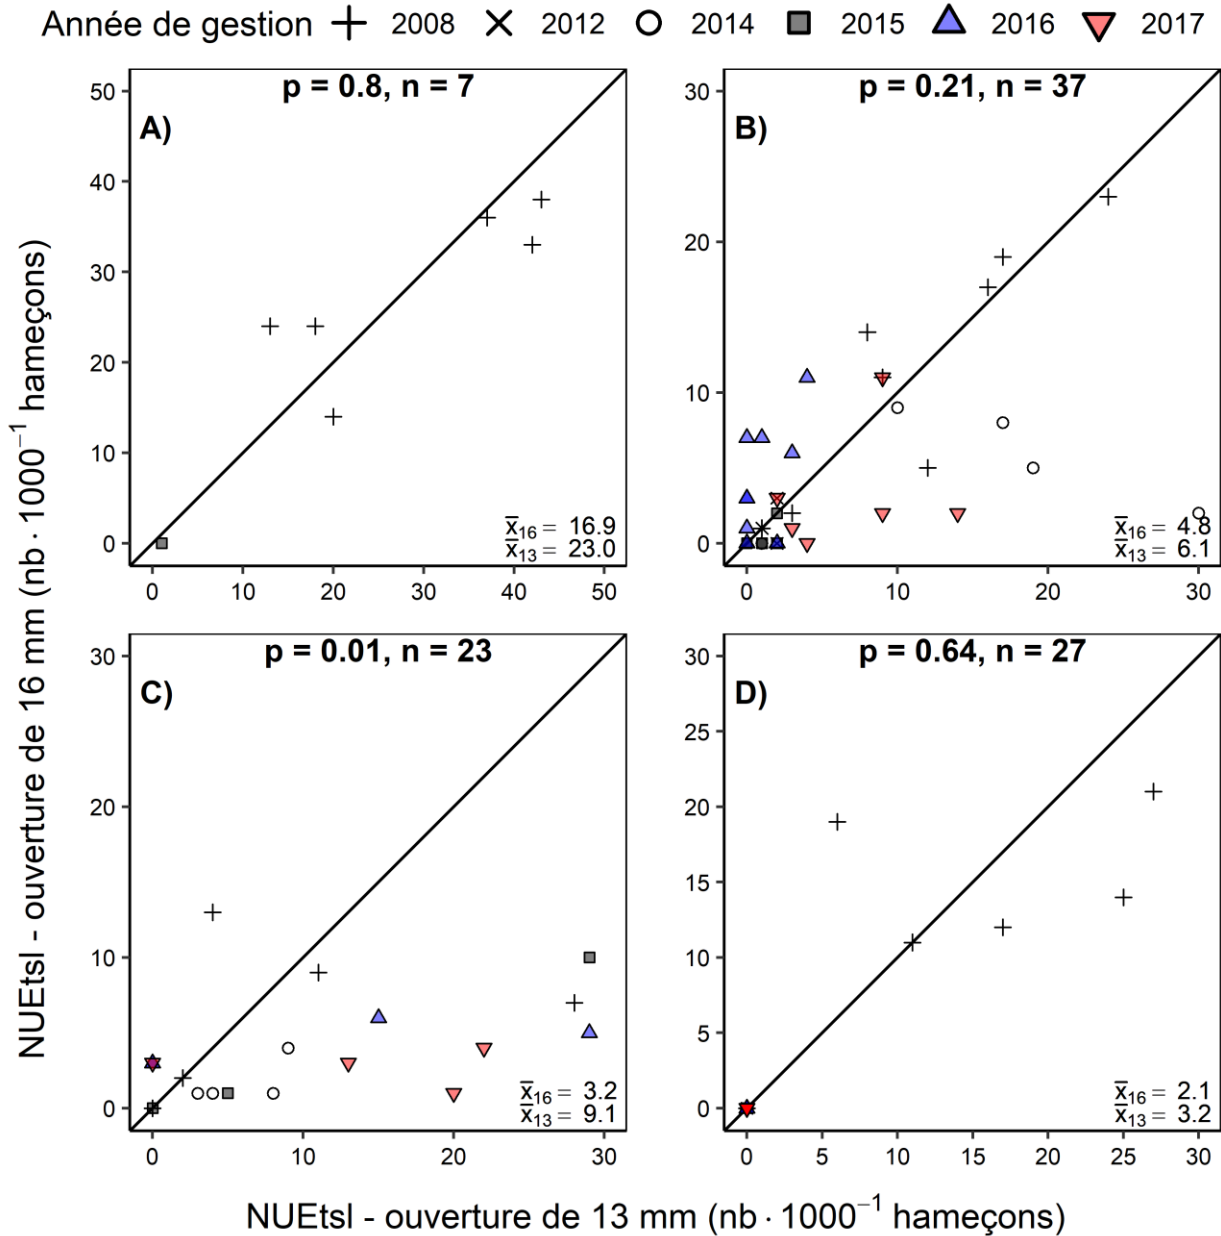 Année de gestion 2008 2012 2014 2015 2016 2017
NUEtsl - ouverture de 16 mm (nb · 1000⁻¹ hameçons)
p = 0.8, n = 7
A)
50
40
30
20
10
0
x̅₁₆ = 16.9
x̅₁₃ = 23.0
0 10 20 30 40 50
p = 0.21, n = 37
B)
30
20
10
0
x̅₁₆ = 4.8
x̅₁₃ = 6.1
0 10 20 30
p = 0.01, n = 23
C)
30
20
10
0
x̅₁₆ = 3.2
x̅₁₃ = 9.1
0 10 20 30
p = 0.64, n = 27
D)
30
25
20
15
10
5
0
x̅₁₆ = 2.1
x̅₁₃ = 3.2
0 5 10 15 20 25 30
NUEtsl - ouverture de 13 mm (nb · 1000⁻¹ hameçons)